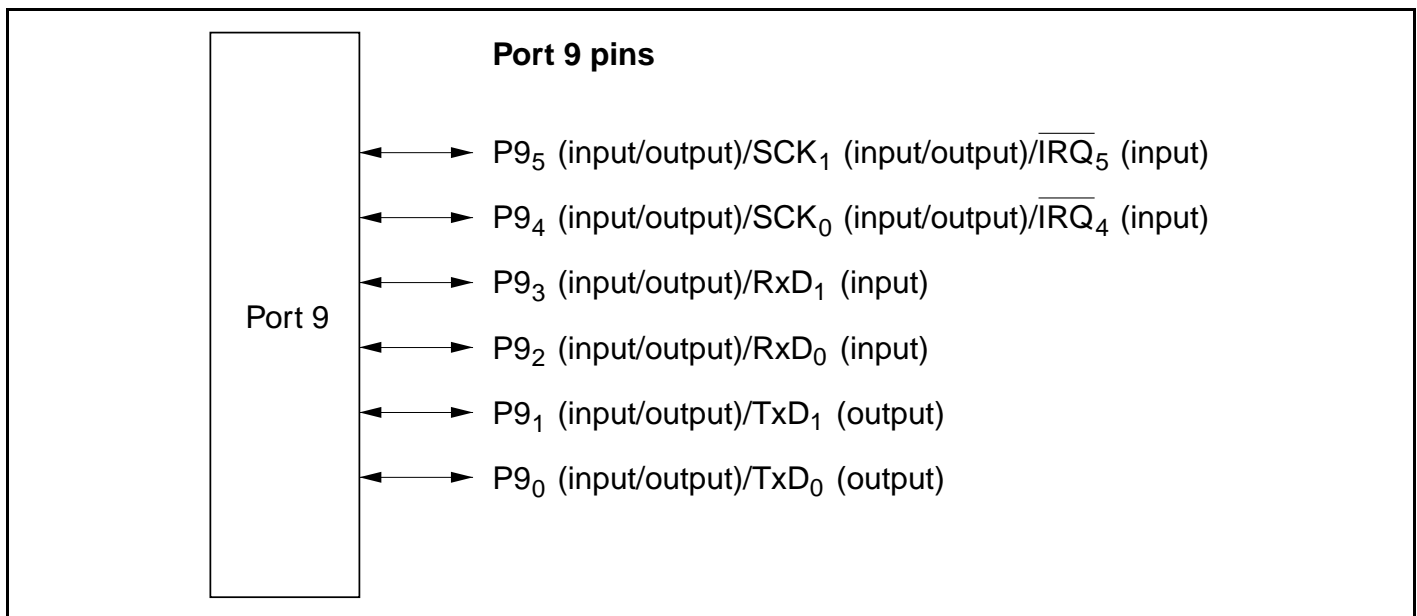 Port 9 pins
P9₅ (input/output)/SCK₁ (input/output)/I̅R̅Q̅₅ (input)
P9₄ (input/output)/SCK₀ (input/output)/I̅R̅Q̅₄ (input)
P9₃ (input/output)/RxD₁ (input)
Port 9
P9₂ (input/output)/RxD₀ (input)
P9₁ (input/output)/TxD₁ (output)
P9₀ (input/output)/TxD₀ (output)